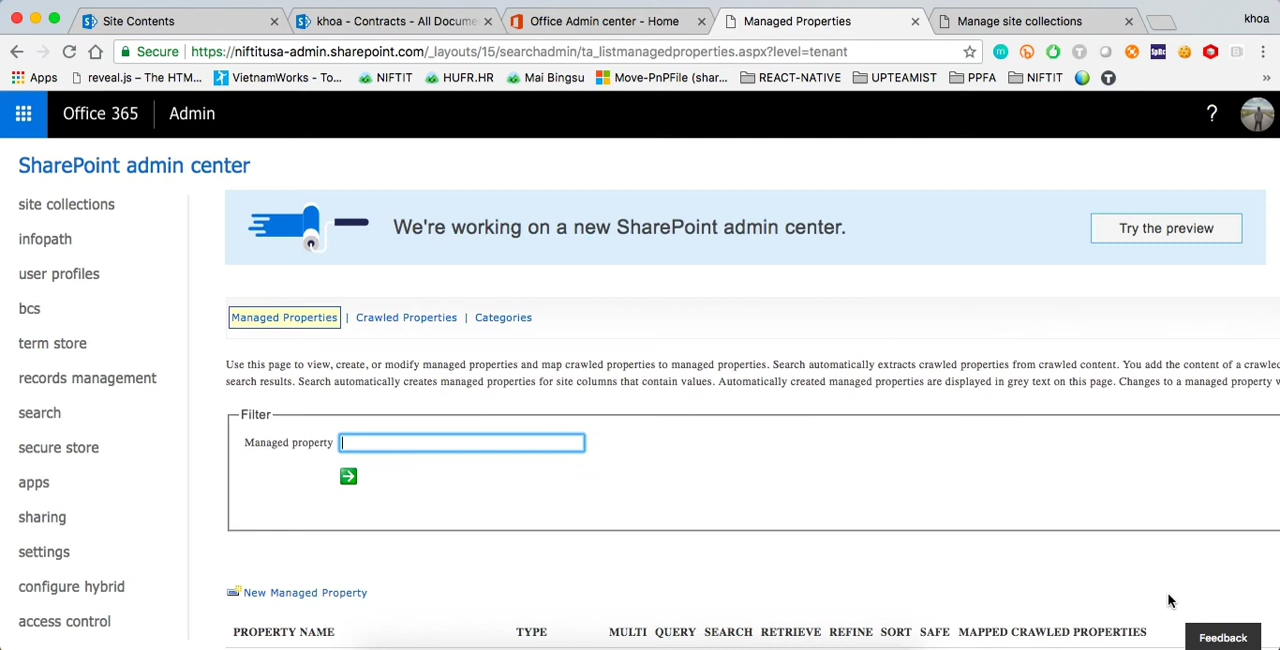 Site Contents
khoa - Contracts - All Docume
Office Admin center - Home
Managed Properties
Manage site collections
khoa
Secure https://niftitusa-admin.sharepoint.com/_layouts/15/searchadmin/ta_listmanagedproperties.aspx?level=tenant
Apps
reveal.js – The HTM...
VietnamWorks - To...
NIFTIT
HUFR.HR
Mai Bingsu
Move-PnPFile (shar...
REACT-NATIVE
UPTEAMIST
PPFA
NIFTIT
»
Office 365
Admin
?
SharePoint admin center
site collections
infopath
user profiles
bcs
term store
records management
search
secure store
apps
sharing
settings
configure hybrid
access control
We're working on a new SharePoint admin center.
Try the preview
Managed Properties | Crawled Properties | Categories
Use this page to view, create, or modify managed properties and map crawled properties to managed properties. Search automatically extracts crawled properties from crawled content. You add the content of a crawled
search results. Search automatically creates managed properties for site columns that contain values. Automatically created managed properties are displayed in grey text on this page. Changes to a managed property
Filter
Managed property
New Managed Property
PROPERTY NAME TYPE MULTI QUERY SEARCH RETRIEVE REFINE SORT SAFE MAPPED CRAWLED PROPERTIES
Feedback